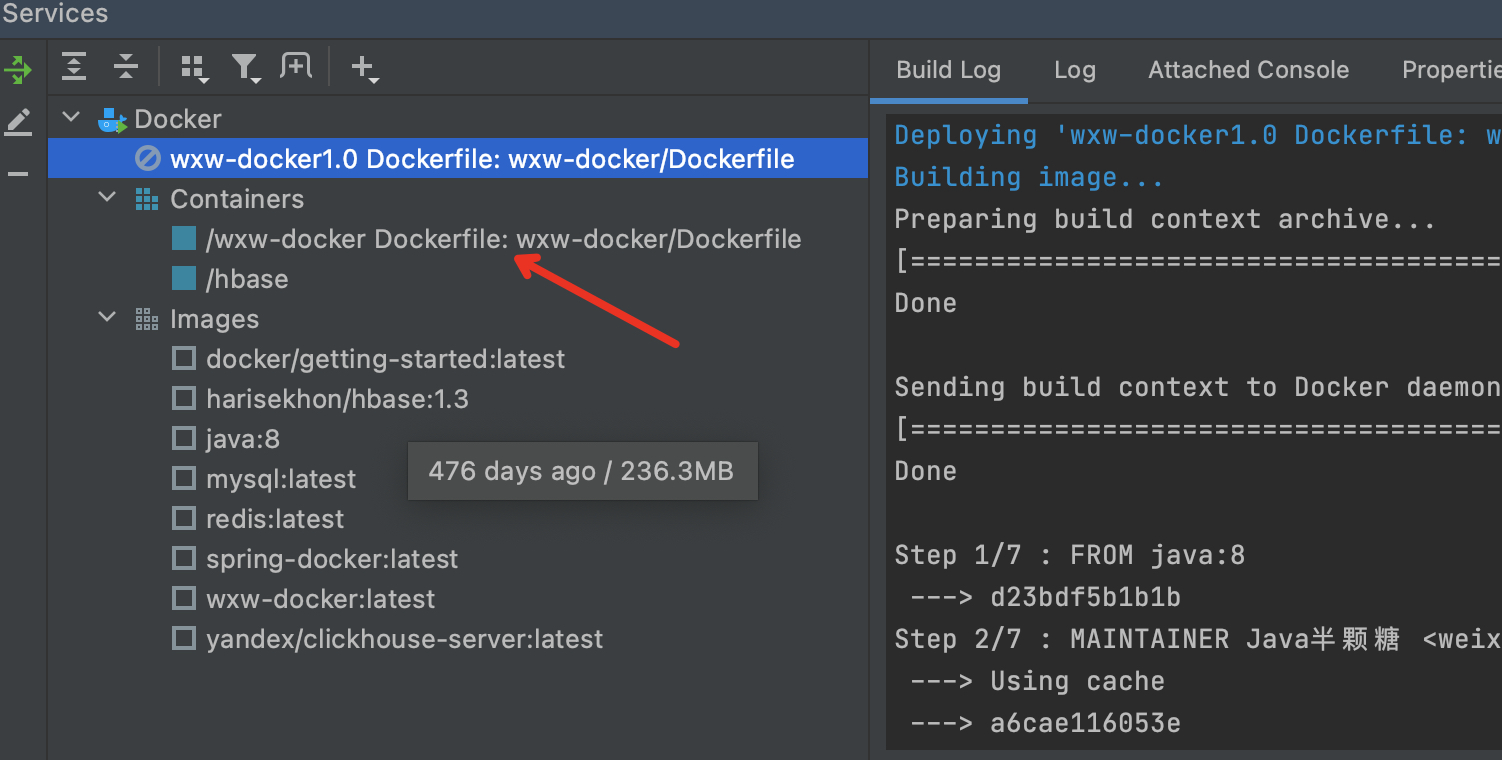 Services
Docker
wxw-docker1.0 Dockerfile: wxw-docker/Dockerfile
Containers
/wxw-docker Dockerfile: wxw-docker/Dockerfile
/hbase
Images
docker/getting-started:latest
harisekhon/hbase:1.3
java:8
mysql:latest
476 days ago / 236.3MB
redis:latest
spring-docker:latest
wxw-docker:latest
yandex/clickhouse-server:latest
Build Log Log Attached Console Propertie
Deploying 'wxw-docker1.0 Dockerfile: w
Building image...
Preparing build context archive...
[=====================================
Done
Sending build context to Docker daemon
[=====================================
Done
Step 1/7 : FROM java:8
---> d23bdf5b1b1b
Step 2/7 : MAINTAINER Java半颗糖 <weix
---> Using cache
---> a6cae116053e